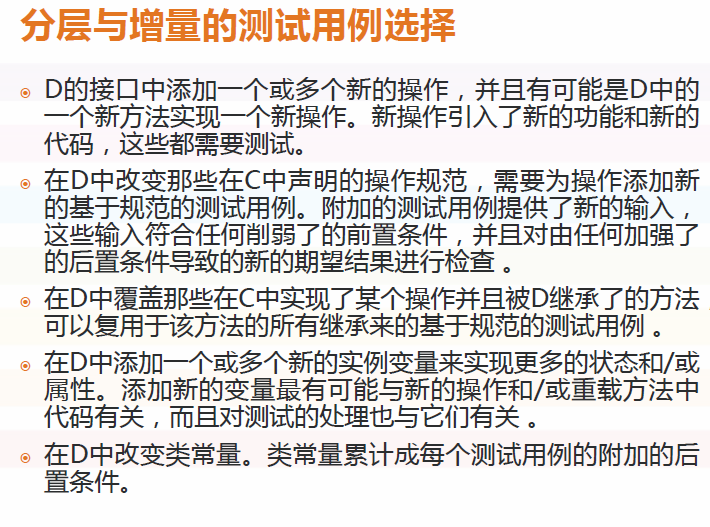 分层与增量的测试用例选择
D的接口中添加一个或多个新的操作，并且有可能是D中的
一个新方法实现一个新操作。新操作引入了新的功能和新的
代码，这些都需要测试。
在D中改变那些在C中声明的操作规范，需要为操作添加新
的基于规范的测试用例。附加的测试用例提供了新的输入，
这些输入符合任何削弱了的前置条件，并且对由任何加强了
的后置条件导致的新的期望结果进行检查 。
在D中覆盖那些在C中实现了某个操作并且被D继承了的方法，
可以复用于该方法的所有继承来的基于规范的测试用例 。
在D中添加一个或多个新的实例变量来实现更多的状态和/或
属性。添加新的变量最有可能与新的操作和/或重载方法中
代码有关，而且对测试的处理也与它们有关 。
在D中改变类常量。类常量累计成每个测试用例的附加的后
置条件。